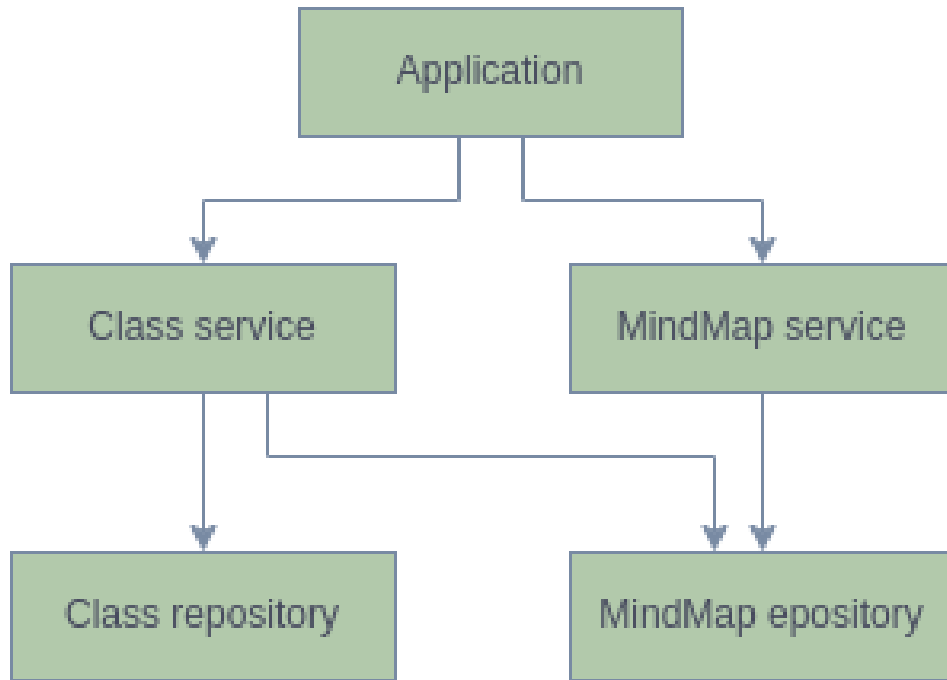 Application
Class service
MindMap service
Class repository
MindMap epository